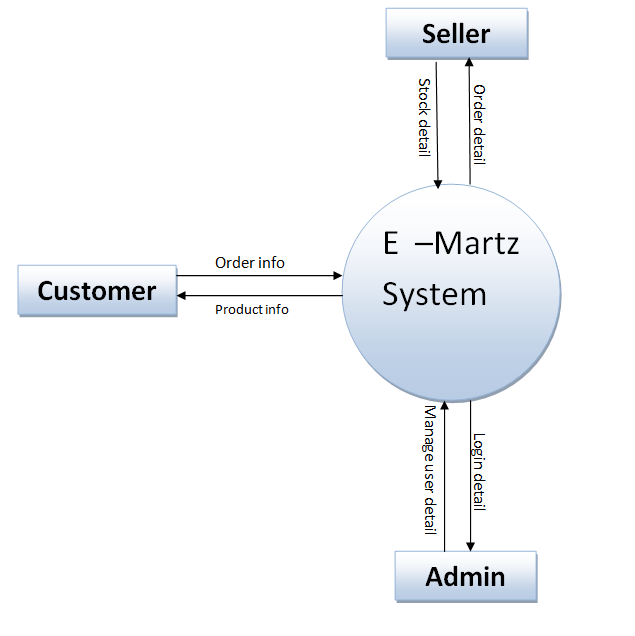 Seller
Stock detail
Order detail
E –Martz
System
Order info
Customer
Product info
Manage user detail
Login detail
Admin